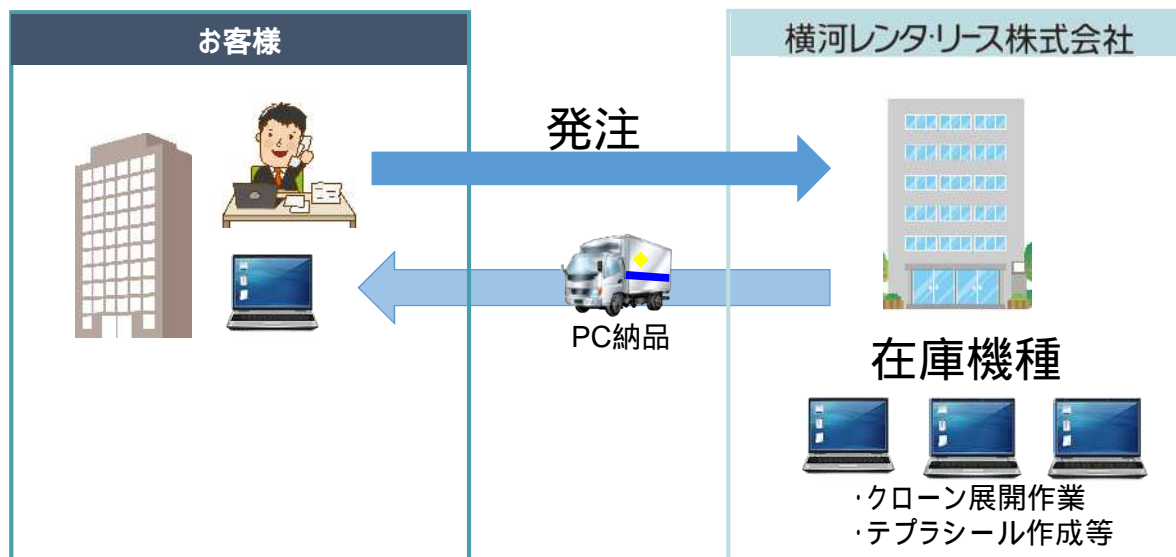 お客様
横河レンタ・リース株式会社
発注
PC納品
在庫機種
・クローン展開作業
・テプラシール作成等